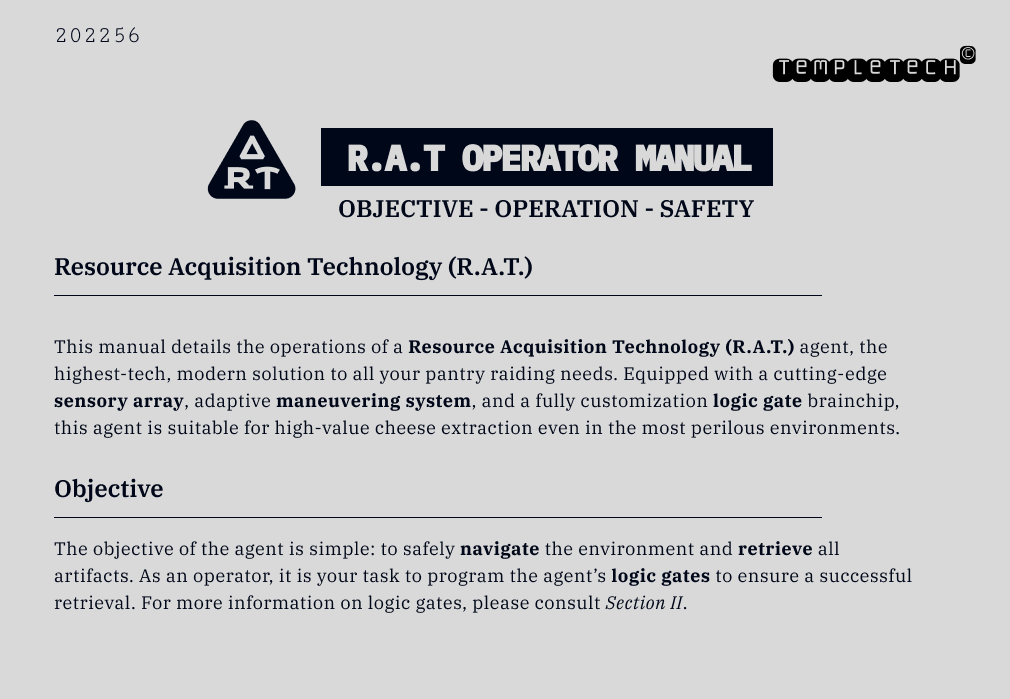 202256
TEMPLETECH©
ART
R.A.T OPERATOR MANUAL
OBJECTIVE - OPERATION - SAFETY
Resource Acquisition Technology (R.A.T.)
This manual details the operations of a Resource Acquisition Technology (R.A.T.) agent, the
highest-tech, modern solution to all your pantry raiding needs. Equipped with a cutting-edge
sensory array, adaptive maneuvering system, and a fully customization logic gate brainchip,
this agent is suitable for high-value cheese extraction even in the most perilous environments.
Objective
The objective of the agent is simple: to safely navigate the environment and retrieve all
artifacts. As an operator, it is your task to program the agent’s logic gates to ensure a successful
retrieval. For more information on logic gates, please consult Section II.